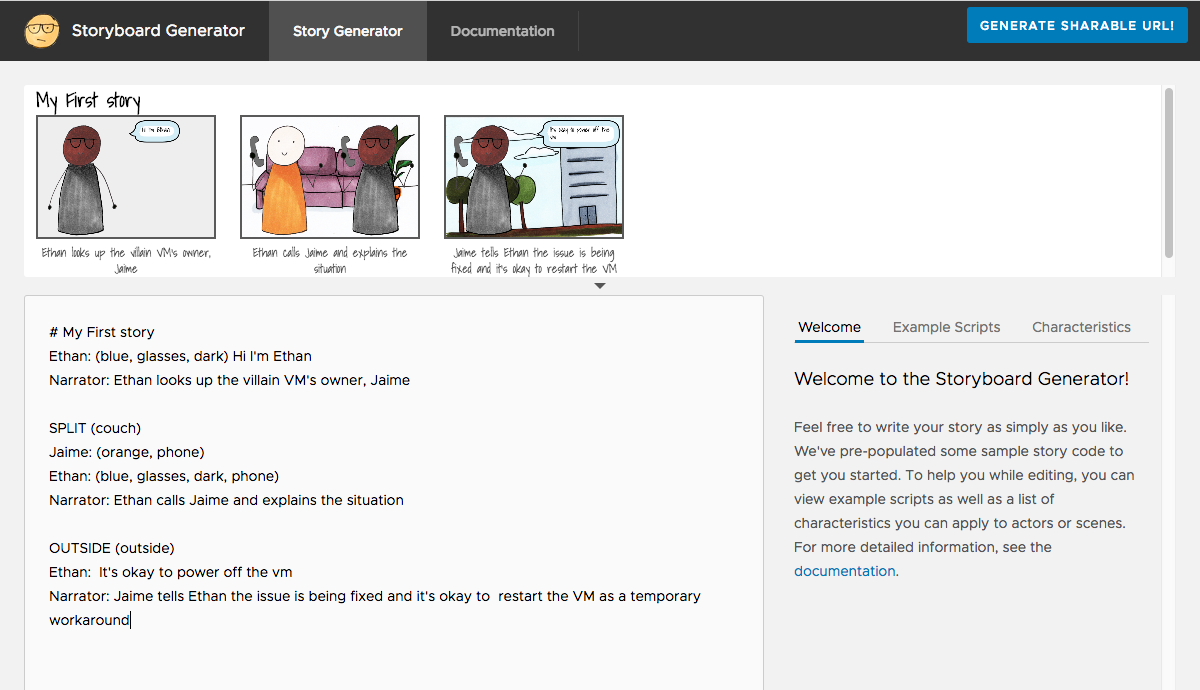 Storyboard Generator
Story Generator
Documentation
GENERATE SHARABLE URL!
My First story
Hi I'm Ethan
It's okay to power off the
vm
Ethan looks up the villain VM's owner,
Jaime
Ethan calls Jaime and explains the
situation
Jaime tells Ethan the issue is being
fixed and it's okay to restart the VM
# My First story
Ethan: (blue, glasses, dark) Hi I'm Ethan
Narrator: Ethan looks up the villain VM's owner, Jaime
SPLIT (couch)
Jaime: (orange, phone)
Ethan: (blue, glasses, dark, phone)
Narrator: Ethan calls Jaime and explains the situation
OUTSIDE (outside)
Ethan:  It's okay to power off the vm
Narrator: Jaime tells Ethan the issue is being fixed and it's okay to  restart the VM as a temporary
workaround
Welcome
Example Scripts
Characteristics
Welcome to the Storyboard Generator!
Feel free to write your story as simply as you like.
We've pre-populated some sample story code to
get you started. To help you while editing, you can
view example scripts as well as a list of
characteristics you can apply to actors or scenes.
For more detailed information, see the
documentation.